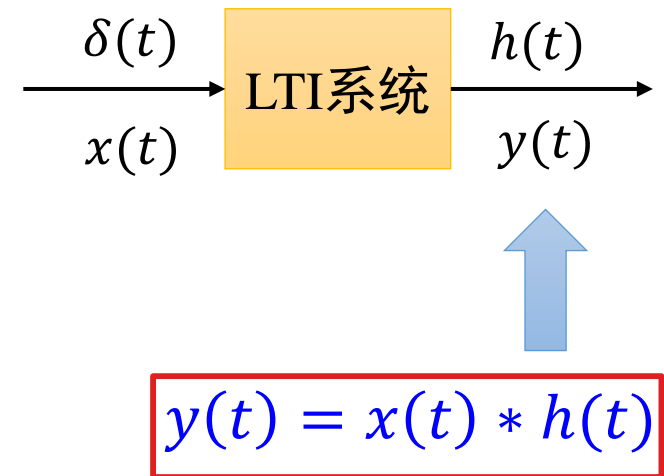 δ(t)
h(t)
LTI系统
x(t)
y(t)
y(t) = x(t) * h(t)